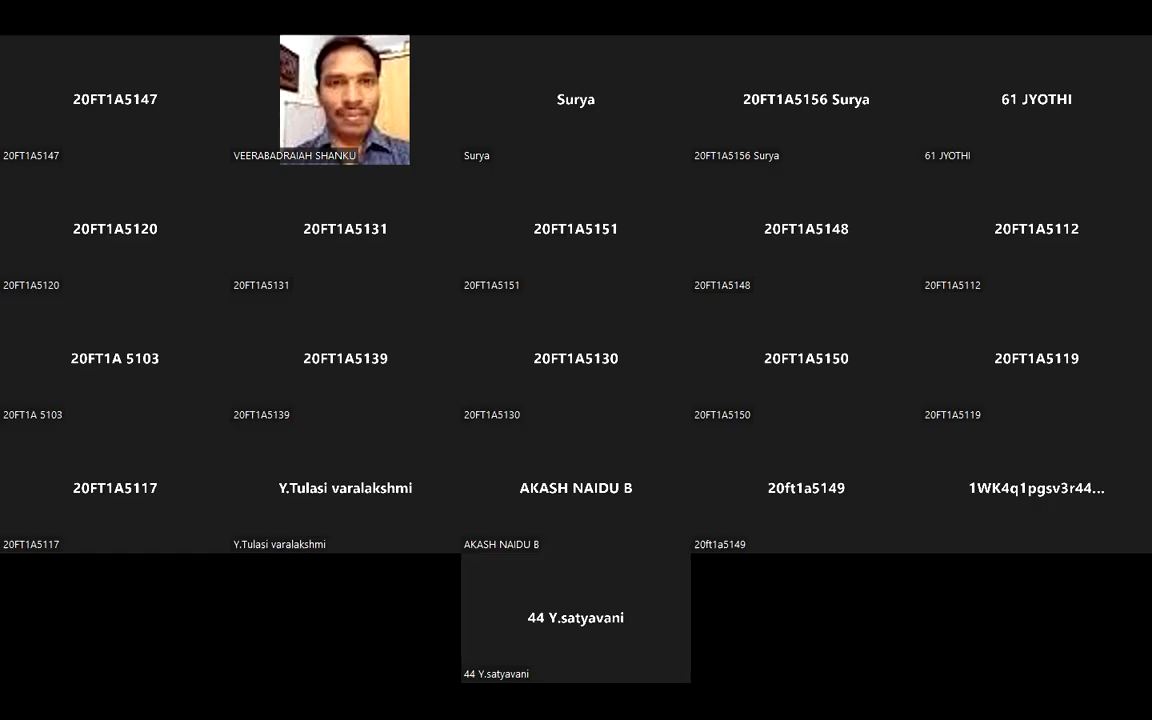 20FT1A5147
20FT1A5147
VEERABADRAIAH SHANKU
Surya
Surya
20FT1A5156 Surya
20FT1A5156 Surya
61 JYOTHI
61 JYOTHI
20FT1A5120
20FT1A5120
20FT1A5131
20FT1A5131
20FT1A5151
20FT1A5151
20FT1A5148
20FT1A5148
20FT1A5112
20FT1A5112
20FT1A 5103
20FT1A 5103
20FT1A5139
20FT1A5139
20FT1A5130
20FT1A5130
20FT1A5150
20FT1A5150
20FT1A5119
20FT1A5119
20FT1A5117
20FT1A5117
Y.Tulasi varalakshmi
Y.Tulasi varalakshmi
AKASH NAIDU B
AKASH NAIDU B
20ft1a5149
20ft1a5149
1WK4q1pgsv3r44...
44 Y.satyavani
44 Y.satyavani